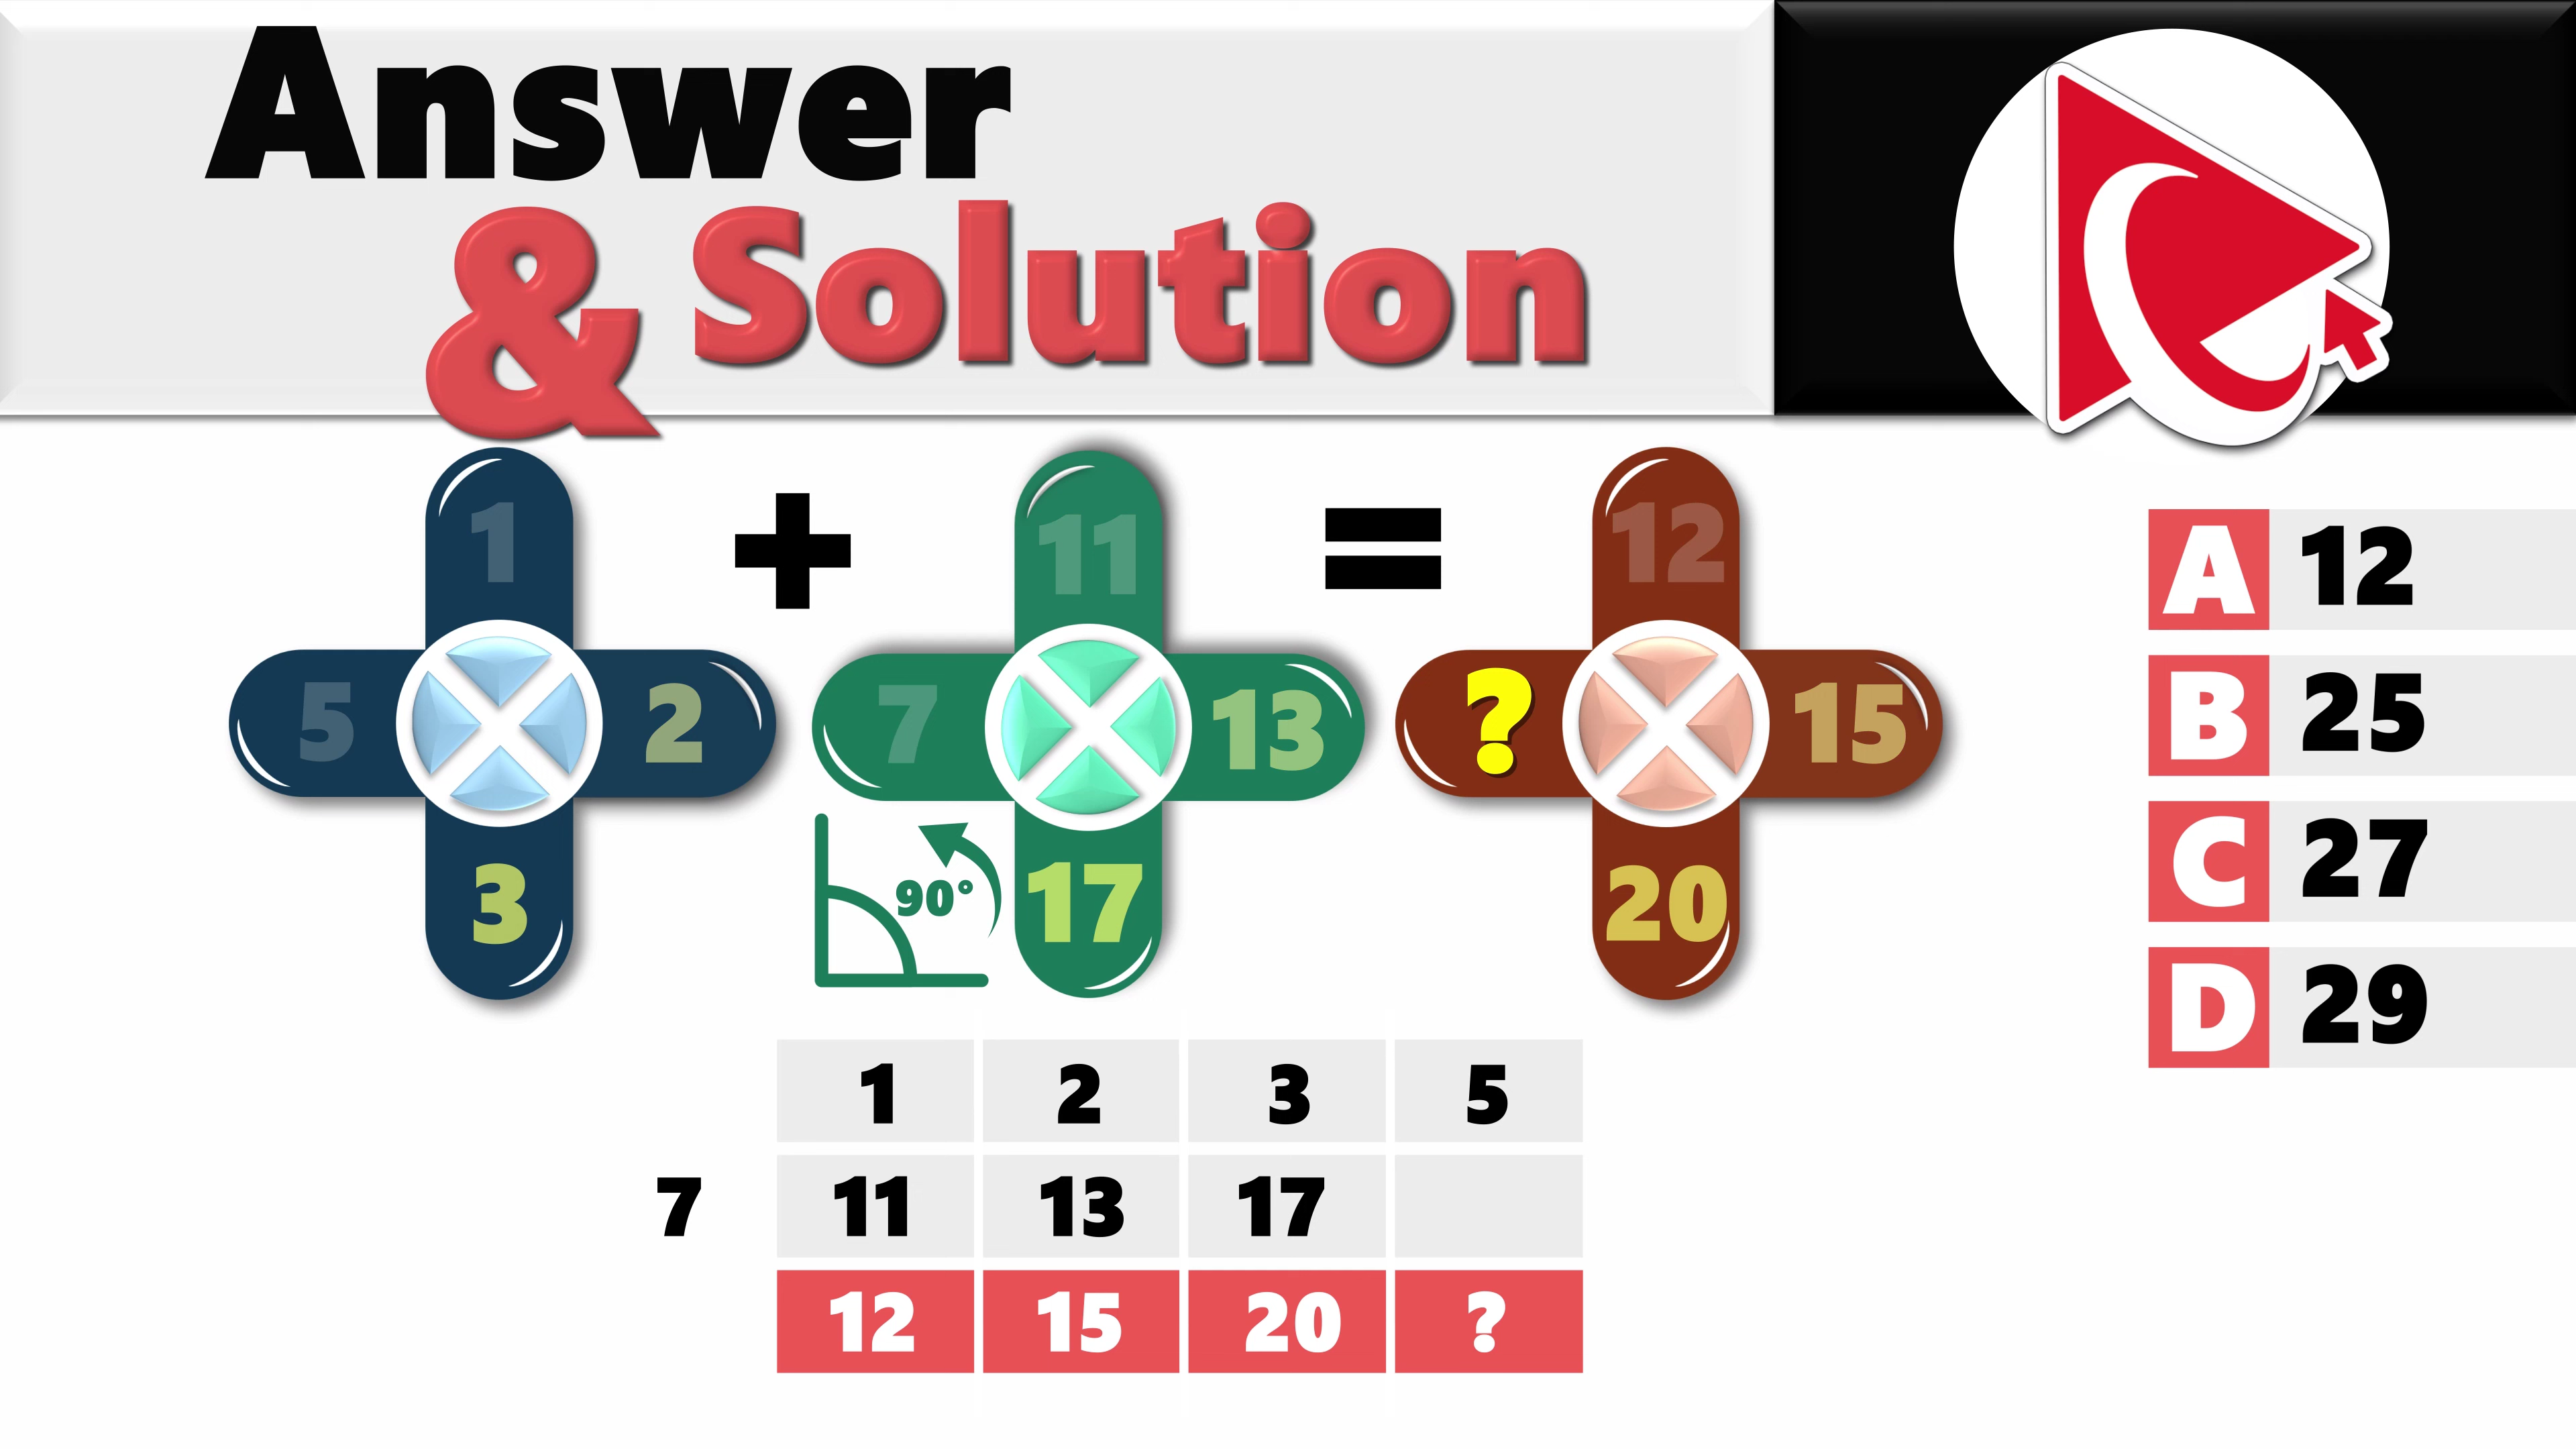 Answer
& Solution
1 + 11 = 12
5 2 7 13 ? 15
3 90° 17 20
A 12
B 25
C 27
D 29
1 2 3 5
7 11 13 17
12 15 20 ?